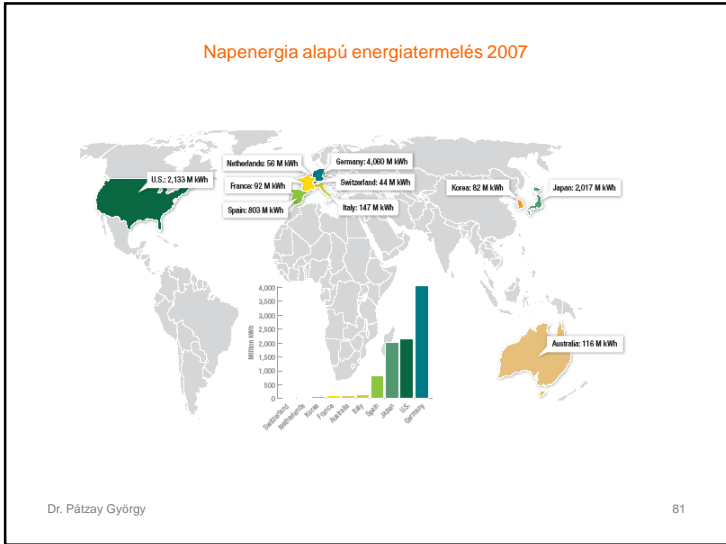 Napenergia alapú energiatermelés 2007
Netherlands: 56 M kWh
Germany: 4,060 M kWh
U.S.: 2,133 M kWh
France: 92 M kWh
Switzerland: 44 M kWh
Korea: 82 M kWh
Japan: 2,017 M kWh
Spain: 803 M kWh
Italy: 147 M kWh
Australia: 116 M kWh
Million kWh
4,000
3,500
3,000
2,500
2,000
1,500
1,000
500
0
Switzerland
Netherlands
Korea
France
Australia
Italy
Spain
Japan
U.S.
Germany
Dr. Pátzay György
81